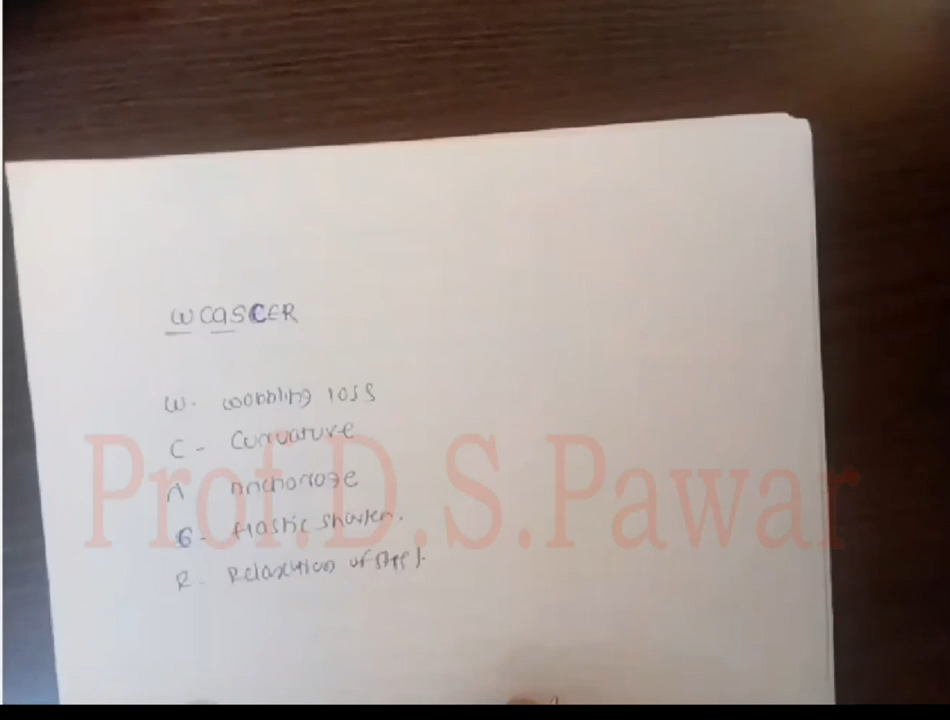 WCASCER
W- wobbling loss
C- Curvature
A Anchorage
E- Elastic shorten.
R- Relaxation of steel.
Prof.D.S.Pawar